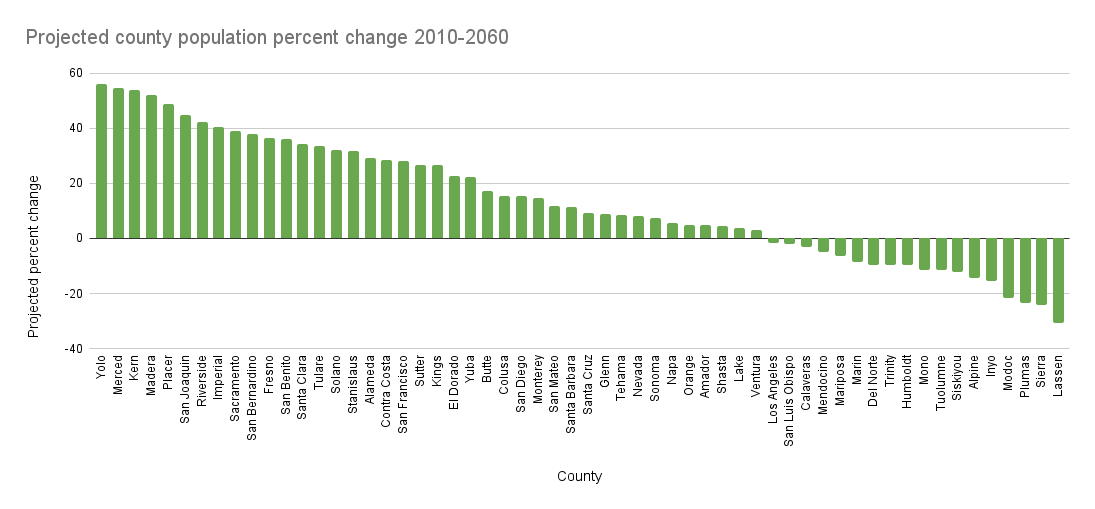 Projected county population percent change 2010-2060
Projected percent change
60
40
20
0
-20
-40
Yolo
Merced
Kern
Madera
Placer
San Joaquin
Riverside
Imperial
Sacramento
San Bernardino
Fresno
San Benito
Santa Clara
Tulare
Solano
Stanislaus
Alameda
Contra Costa
San Francisco
Sutter
Kings
El Dorado
Yuba
Butte
Colusa
San Diego
Monterey
San Mateo
Santa Barbara
Santa Cruz
Glenn
Tehama
Nevada
Sonoma
Napa
Orange
Amador
Shasta
Lake
Ventura
Los Angeles
San Luis Obispo
Calaveras
Mendocino
Mariposa
Marin
Del Norte
Trinity
Humboldt
Mono
Tuolumne
Siskiyou
Alpine
Inyo
Modoc
Plumas
Sierra
Lassen
County